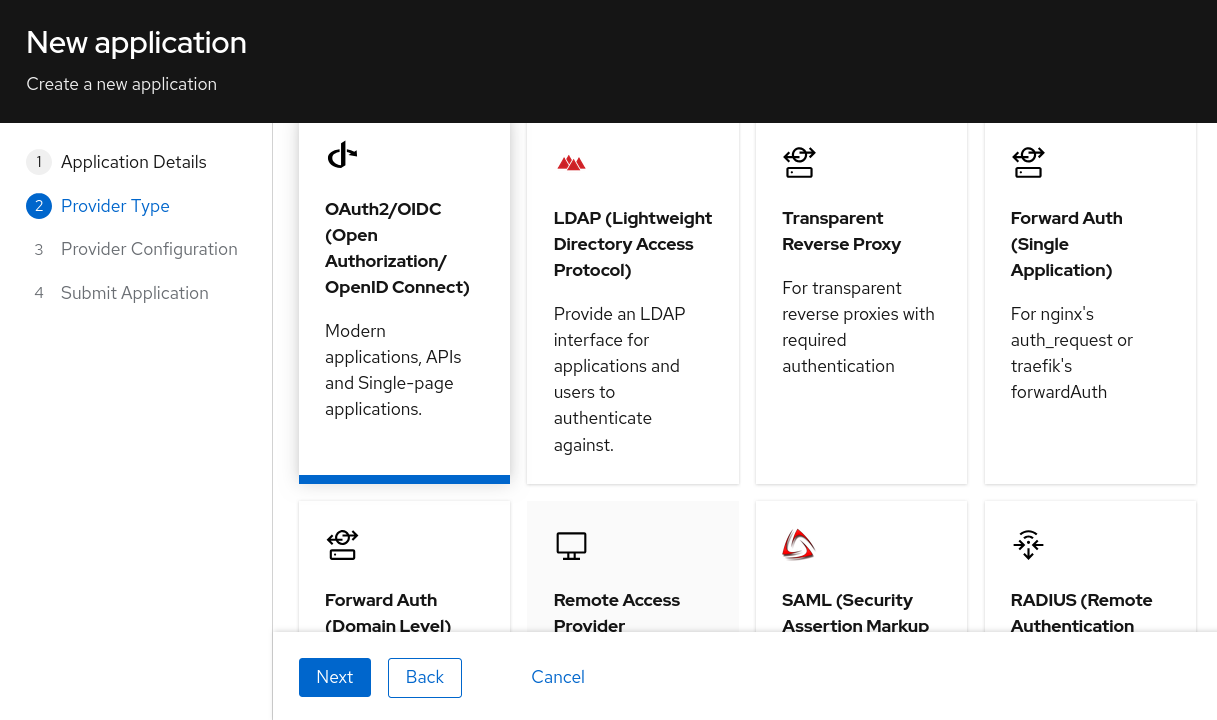 New application
Create a new application
1 Application Details
2 Provider Type
3 Provider Configuration
4 Submit Application
OAuth2/OIDC
(Open
Authorization/
OpenID Connect)
Modern
applications, APIs
and Single-page
applications.
LDAP (Lightweight
Directory Access
Protocol)
Provide an LDAP
interface for
applications and
users to
authenticate
against.
Transparent
Reverse Proxy
For transparent
reverse proxies with
required
authentication
Forward Auth
(Single
Application)
For nginx's
auth_request or
traefik's
forwardAuth
Forward Auth
(Domain Level)
Remote Access
Provider
SAML (Security
Assertion Markup
RADIUS (Remote
Authentication
Next
Back
Cancel